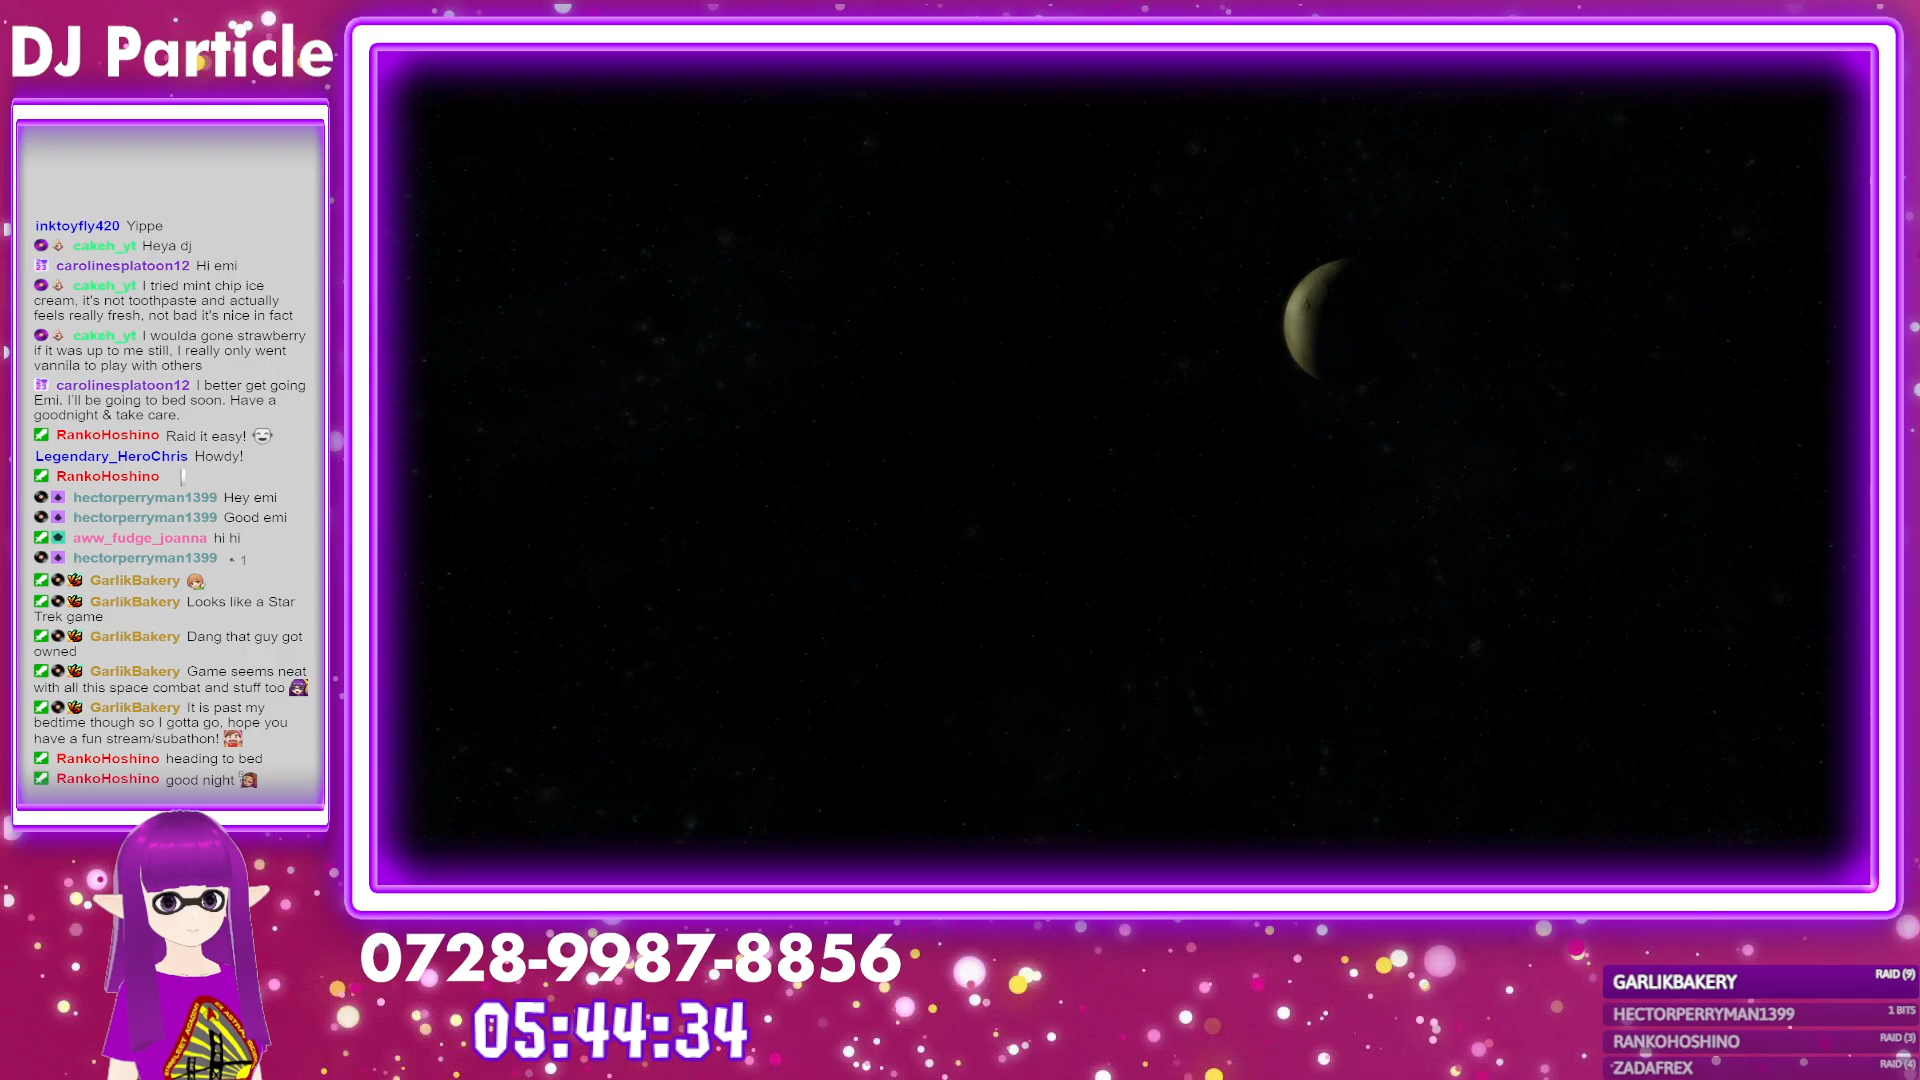 DJ Particle
inktoyfly420 Yippe
cakeh_yt Heya dj
carolinesplatoon12 Hi emi
cakeh_yt I tried mint chip ice
cream, it's not toothpaste and actually
feels really fresh, not bad it's nice in fact
cakeh_yt I woulda gone strawberry
if it was up to me still, I really only went
vannila to play with others
carolinesplatoon12 I better get going
Emi. I'll be going to bed soon. Have a
goodnight & take care.
RankoHoshino Raid it easy!
Legendary_HeroChris Howdy!
RankoHoshino
hectorperryman1399 Hey emi
hectorperryman1399 Good emi
aww_fudge_joanna hi hi
hectorperryman1399 1
GarlikBakery
GarlikBakery Looks like a Star
Trek game
GarlikBakery Dang that guy got
owned
GarlikBakery Game seems neat
with all this space combat and stuff too
GarlikBakery It is past my
bedtime though so I gotta go, hope you
have a fun stream/subathon!
RankoHoshino heading to bed
RankoHoshino good night
0728-9987-8856
05:44:34
GARLIKBAKERY RAID (9)
HECTORPERRYMAN1399 1 BITS
RANKOHOSHINO RAID (3)
ZADAFREX RAID (4)